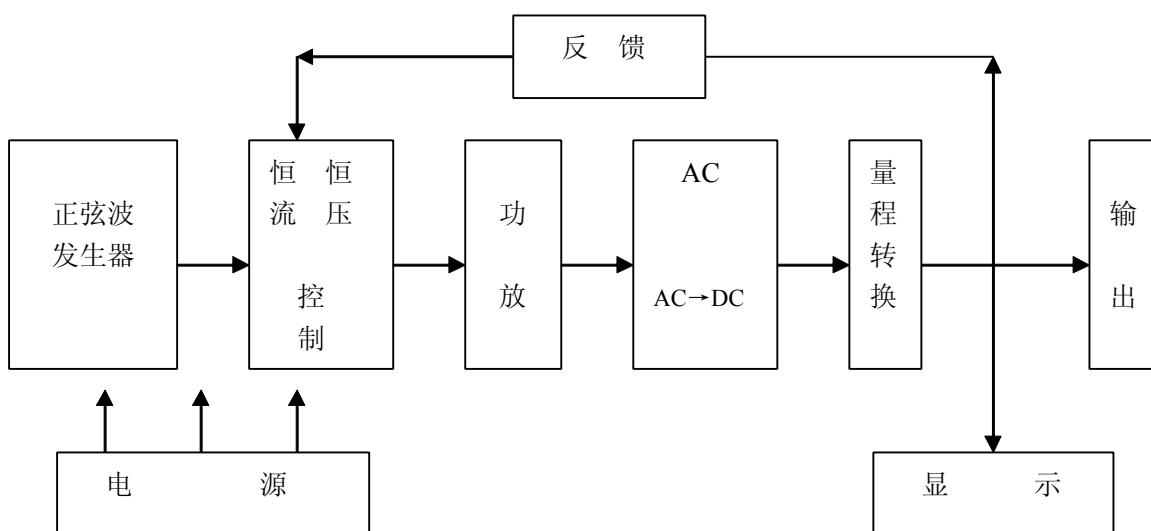 反 馈
正弦波
发生器
恒 恒
流 压
控
制
功
放
AC
AC→DC
量
程
转
换
输
出
电 源
显 示